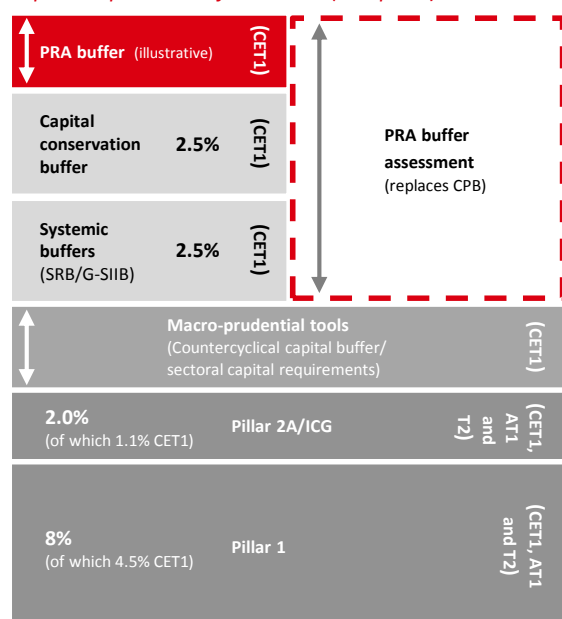 PRA buffer (illustrative)
(CET1)
Capital
conservation
buffer
2.5%
(CET1)
PRA buffer
assessment
(replaces CPB)
Systemic
buffers
(SRB/G-SIIB)
2.5%
(CET1)
Macro-prudential tools
(Countercyclical capital buffer/
sectoral capital requirements)
(CET1)
2.0%
(of which 1.1% CET1)
Pillar 2A/ICG
(CET1,
AT1
and
T2)
8%
(of which 4.5% CET1)
Pillar 1
(CET1, AT1
and T2)